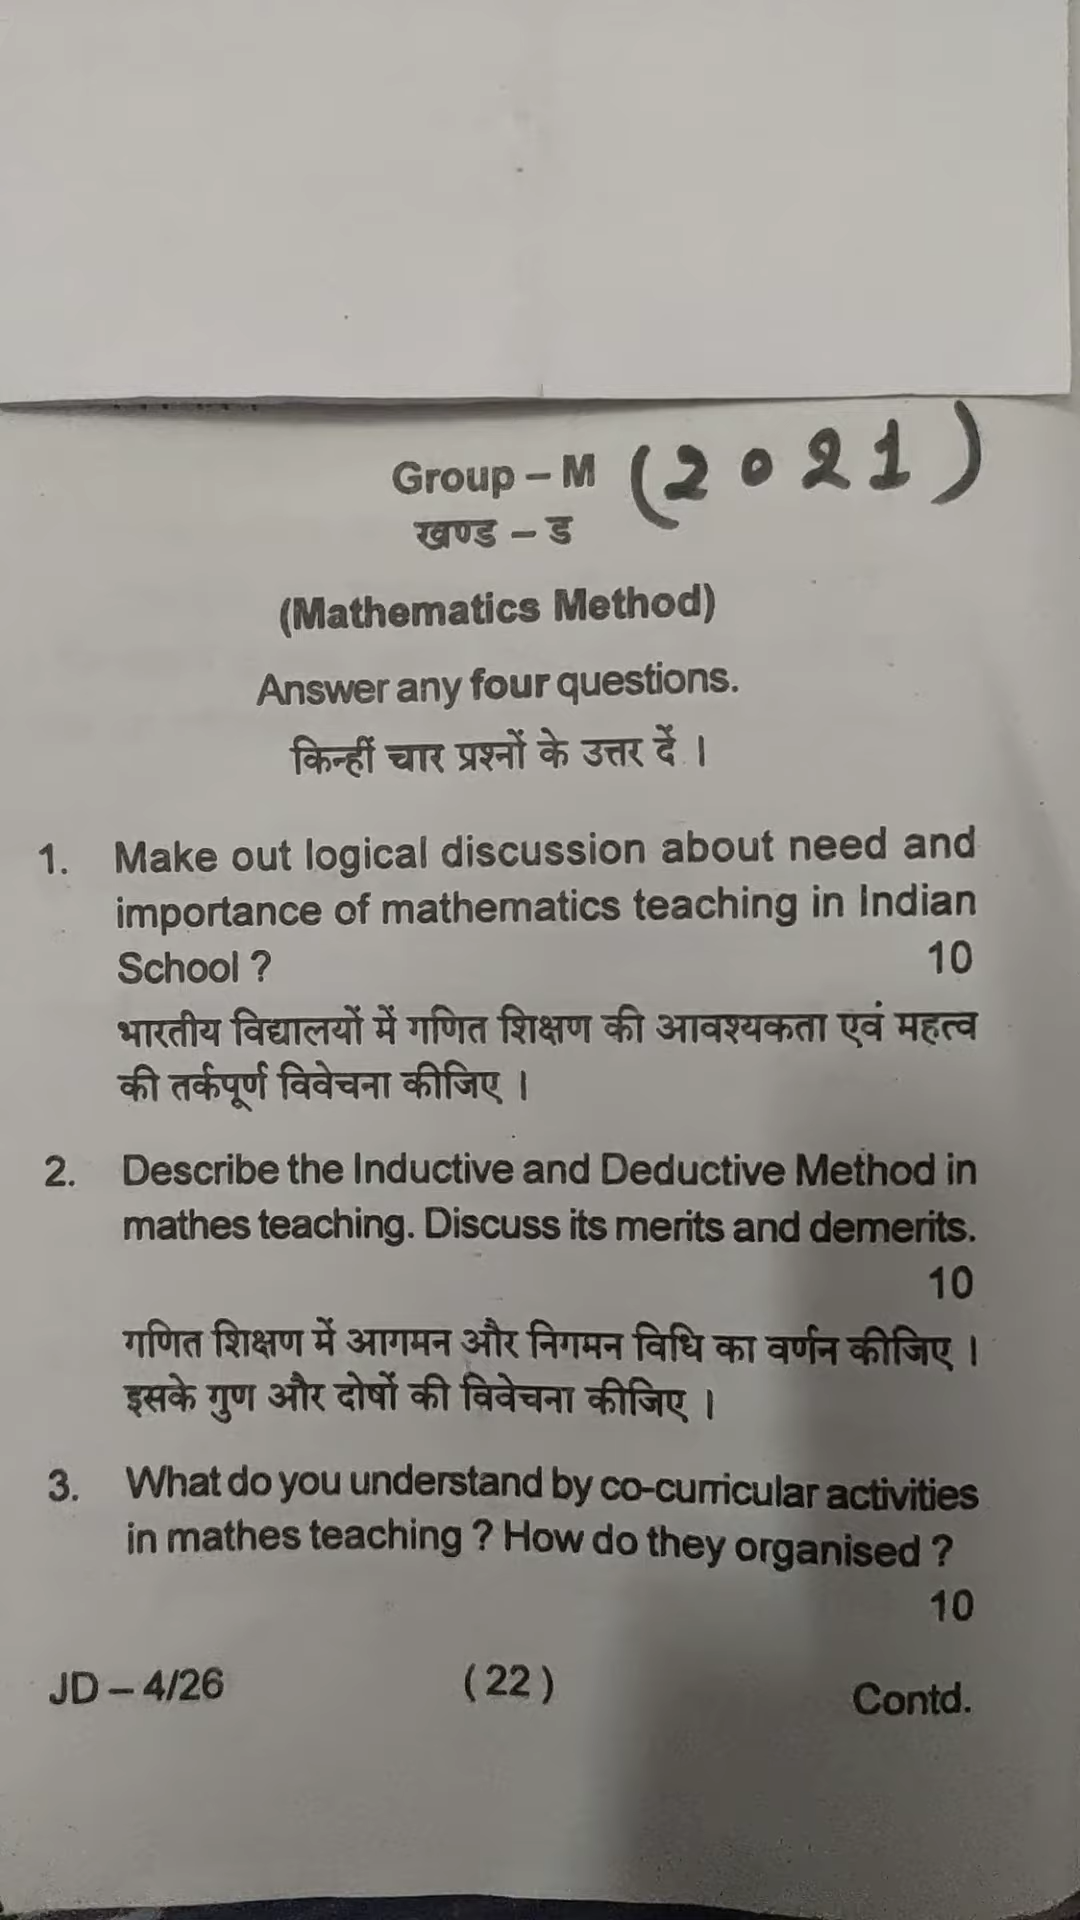 Group – M (2021)
खण्ड – ड
(Mathematics Method)
Answer any four questions.
किन्हीं चार प्रश्नों के उत्तर दें ।
1. Make out logical discussion about need and
importance of mathematics teaching in Indian
School ? 10
भारतीय विद्यालयों में गणित शिक्षण की आवश्यकता एवं महत्व
की तर्कपूर्ण विवेचना कीजिए ।
2. Describe the Inductive and Deductive Method in
mathes teaching. Discuss its merits and demerits.
10
गणित शिक्षण में आगमन और निगमन विधि का वर्णन कीजिए ।
इसके गुण और दोषों की विवेचना कीजिए ।
3. What do you understand by co-curricular activities
in mathes teaching ? How do they organised ?
10
JD – 4/26 (22) Contd.